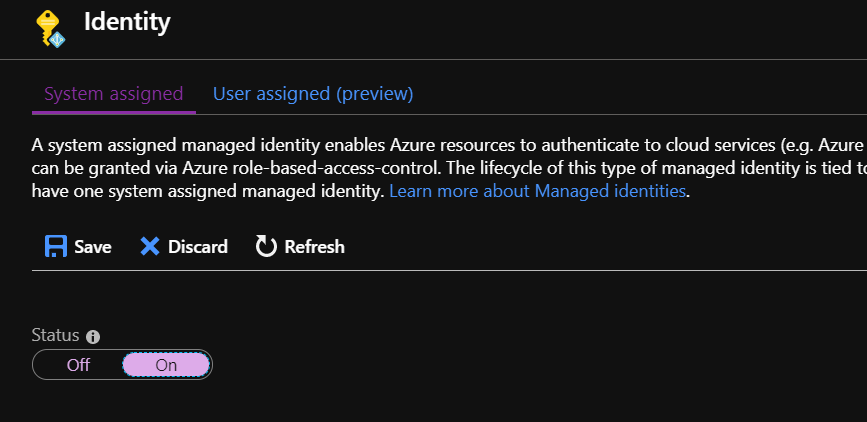 Identity
System assigned User assigned (preview)
A system assigned managed identity enables Azure resources to authenticate to cloud services (e.g. Azure
can be granted via Azure role-based-access-control. The lifecycle of this type of managed identity is tied to
have one system assigned managed identity. Learn more about Managed identities.
Save Discard Refresh
Status
Off On